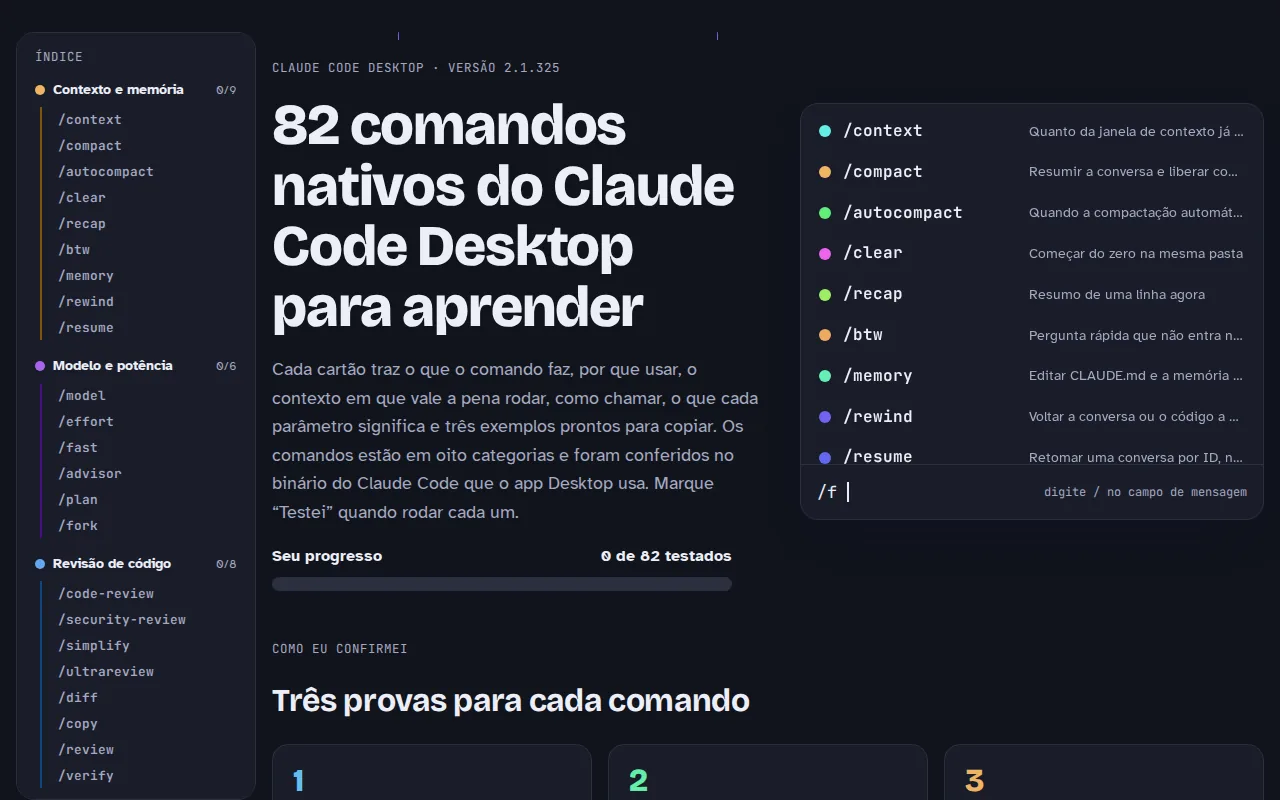 ÍNDICE
Contexto e memória 0/9
/context
/compact
/autocompact
/clear
/recap
/btw
/memory
/rewind
/resume
Modelo e potência 0/6
/model
/effort
/fast
/advisor
/plan
/fork
Revisão de código 0/8
/code-review
/security-review
/simplify
/ultrareview
/diff
/copy
/review
/verify
CLAUDE CODE DESKTOP · VERSÃO 2.1.325
82 comandos
nativos do Claude
Code Desktop
para aprender
Cada cartão traz o que o comando faz, por que usar, o
contexto em que vale a pena rodar, como chamar, o que cada
parâmetro significa e três exemplos prontos para copiar. Os
comandos estão em oito categorias e foram conferidos no
binário do Claude Code que o app Desktop usa. Marque
“Testei” quando rodar cada um.
Seu progresso 0 de 82 testados
/context Quanto da janela de contexto já ...
/compact Resumir a conversa e liberar co...
/autocompact Quando a compactação automát...
/clear Começar do zero na mesma pasta
/recap Resumo de uma linha agora
/btw Pergunta rápida que não entra n...
/memory Editar CLAUDE.md e a memória ...
/rewind Voltar a conversa ou o código a ...
/resume Retomar uma conversa por ID, n...
/f digite / no campo de mensagem
COMO EU CONFIRMEI
Três provas para cada comando
1
2
3